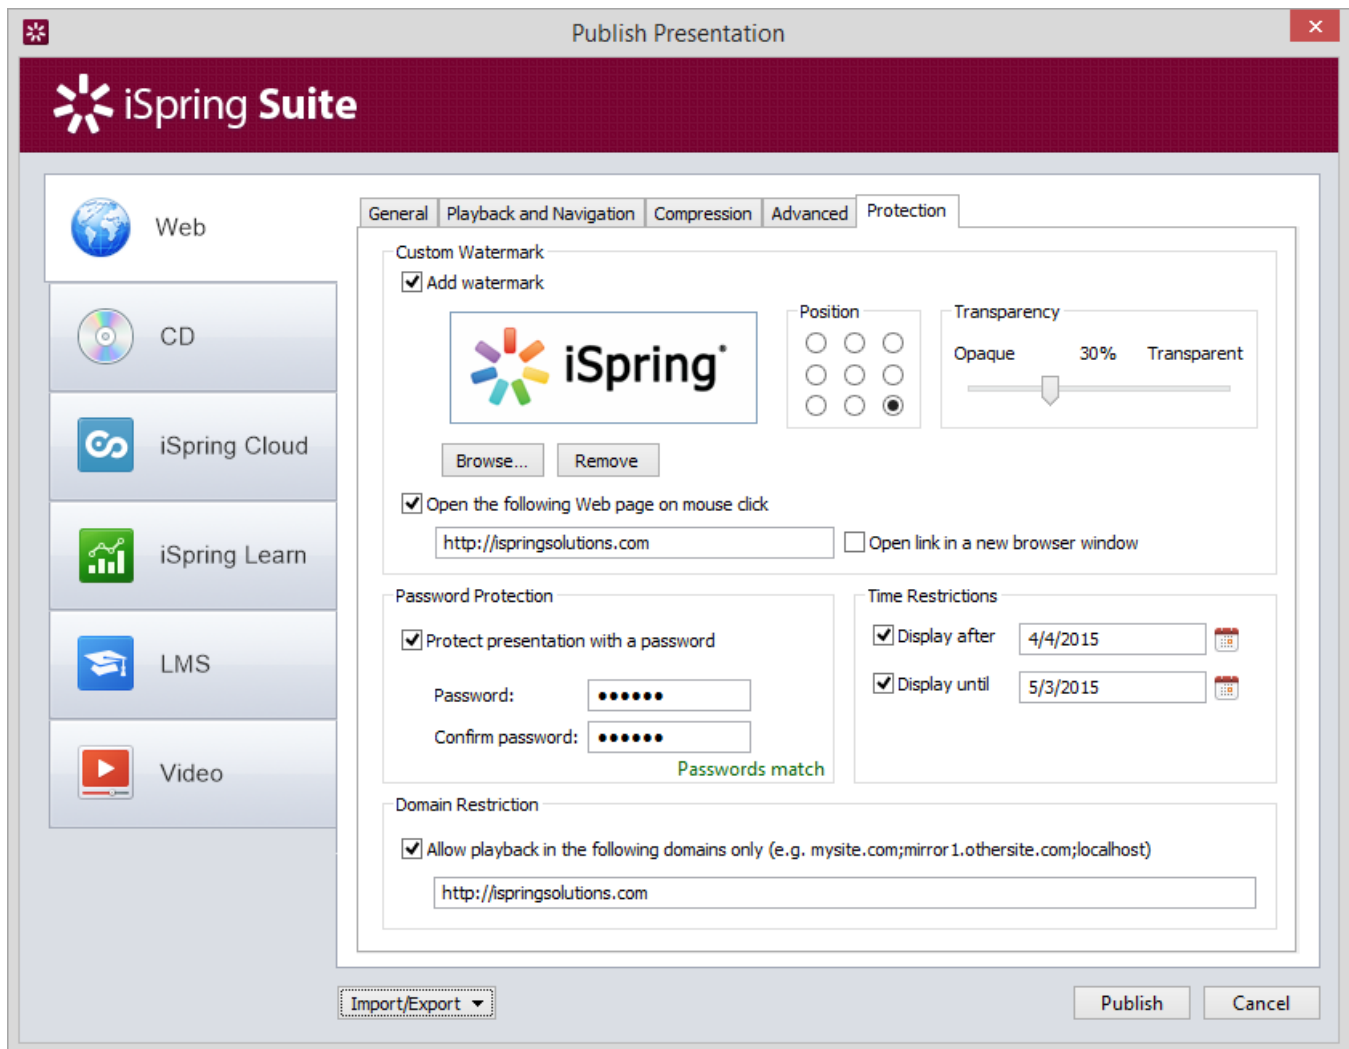 Publish Presentation
iSpring Suite
Web
CD
iSpring Cloud
iSpring Learn
LMS
Video
General Playback and Navigation Compression Advanced Protection
Custom Watermark
Add watermark
iSpring®
Position
Transparency
Opaque 30% Transparent
Browse... Remove
Open the following Web page on mouse click
http://ispringsolutions.com Open link in a new browser window
Password Protection
Protect presentation with a password
Password: ●●●●●●
Confirm password: ●●●●●●
Passwords match
Time Restrictions
Display after 4/4/2015
Display until 5/3/2015
Domain Restriction
Allow playback in the following domains only (e.g. mysite.com;mirror1.othersite.com;localhost)
http://ispringsolutions.com
Import/Export Publish Cancel